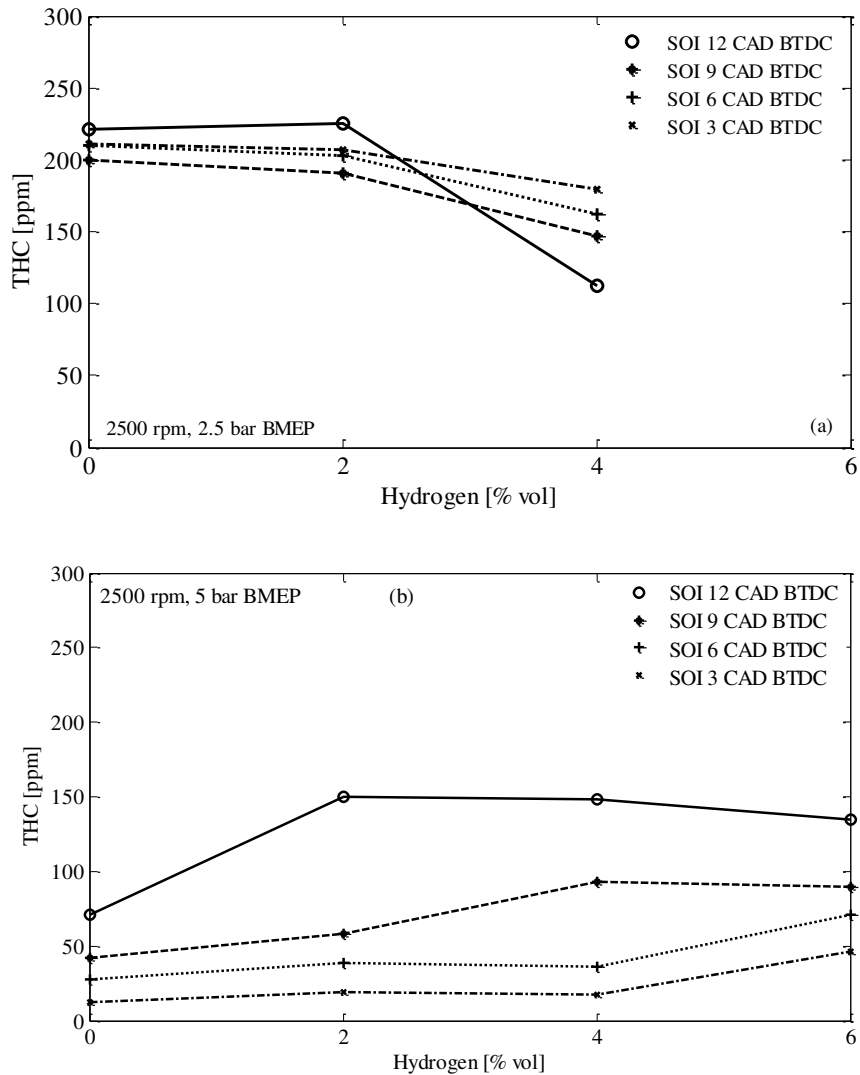 300
250
200
150
100
50
0
THC [ppm]
SOI 12 CAD BTDC
SOI 9 CAD BTDC
SOI 6 CAD BTDC
SOI 3 CAD BTDC
2500 rpm, 2.5 bar BMEP
(a)
0 2 4 6
Hydrogen [% vol]
300
250
200
150
100
50
0
THC [ppm]
2500 rpm, 5 bar BMEP
(b)
SOI 12 CAD BTDC
SOI 9 CAD BTDC
SOI 6 CAD BTDC
SOI 3 CAD BTDC
0 2 4 6
Hydrogen [% vol]